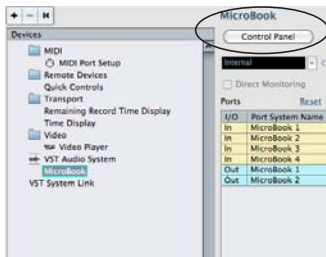 Devices
MIDI
MIDI Port Setup
Remote Devices
Quick Controls
Transport
Remaining Record Time Display
Time Display
Video
Video Player
VST Audio System
MicroBook
VST System Link
MicroBook
Control Panel
Internal
Direct Monitoring
Ports Reset
I/O Port System Name
In MicroBook 1
In MicroBook 2
In MicroBook 3
In MicroBook 4
Out MicroBook 1
Out MicroBook 2